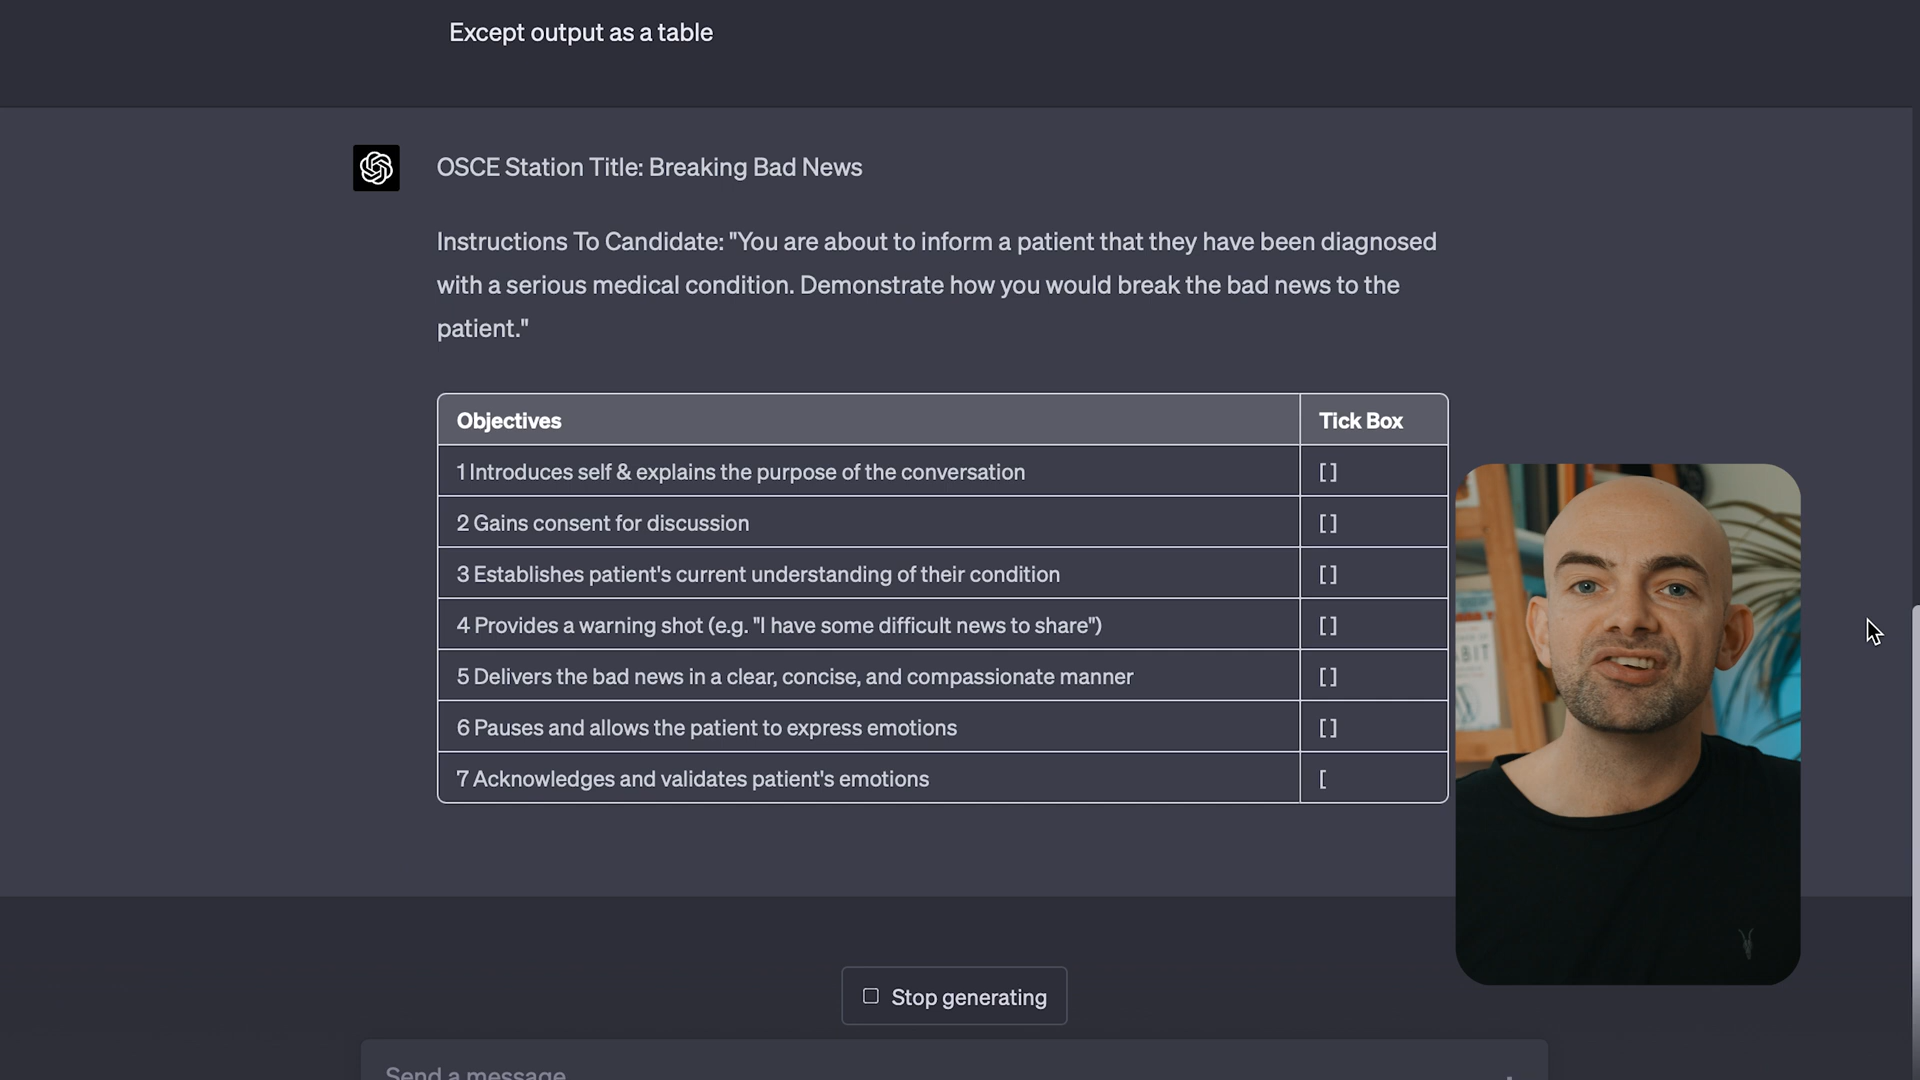 Except output as a table
OSCE Station Title: Breaking Bad News
Instructions To Candidate: "You are about to inform a patient that they have been diagnosed
with a serious medical condition. Demonstrate how you would break the bad news to the
patient."
Objectives Tick Box
1 Introduces self & explains the purpose of the conversation []
2 Gains consent for discussion []
3 Establishes patient's current understanding of their condition []
4 Provides a warning shot (e.g. "I have some difficult news to share") []
5 Delivers the bad news in a clear, concise, and compassionate manner []
6 Pauses and allows the patient to express emotions []
7 Acknowledges and validates patient's emotions [
BIT
Stop generating
Send a message